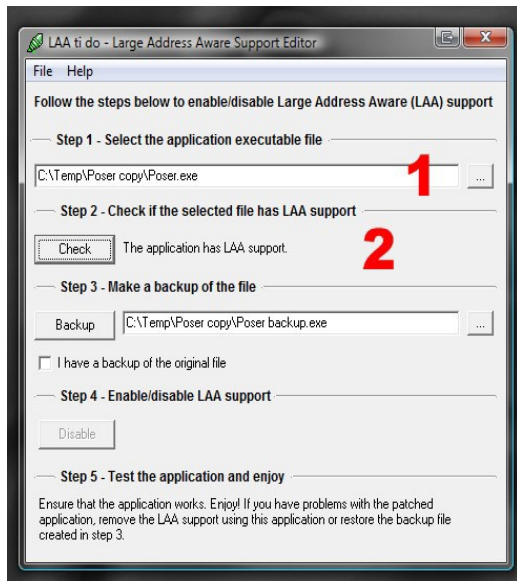 LAA ti do - Large Address Aware Support Editor
File Help
Follow the steps below to enable/disable Large Address Aware (LAA) support
Step 1 - Select the application executable file
C:\Temp\Poser copy\Poser.exe
1
...
Step 2 - Check if the selected file has LAA support
Check The application has LAA support.
2
Step 3 - Make a backup of the file
Backup C:\Temp\Poser copy\Poser backup.exe ...
I have a backup of the original file
Step 4 - Enable/disable LAA support
Disable
Step 5 - Test the application and enjoy
Ensure that the application works. Enjoy! If you have problems with the patched
application, remove the LAA support using this application or restore the backup file
created in step 3.